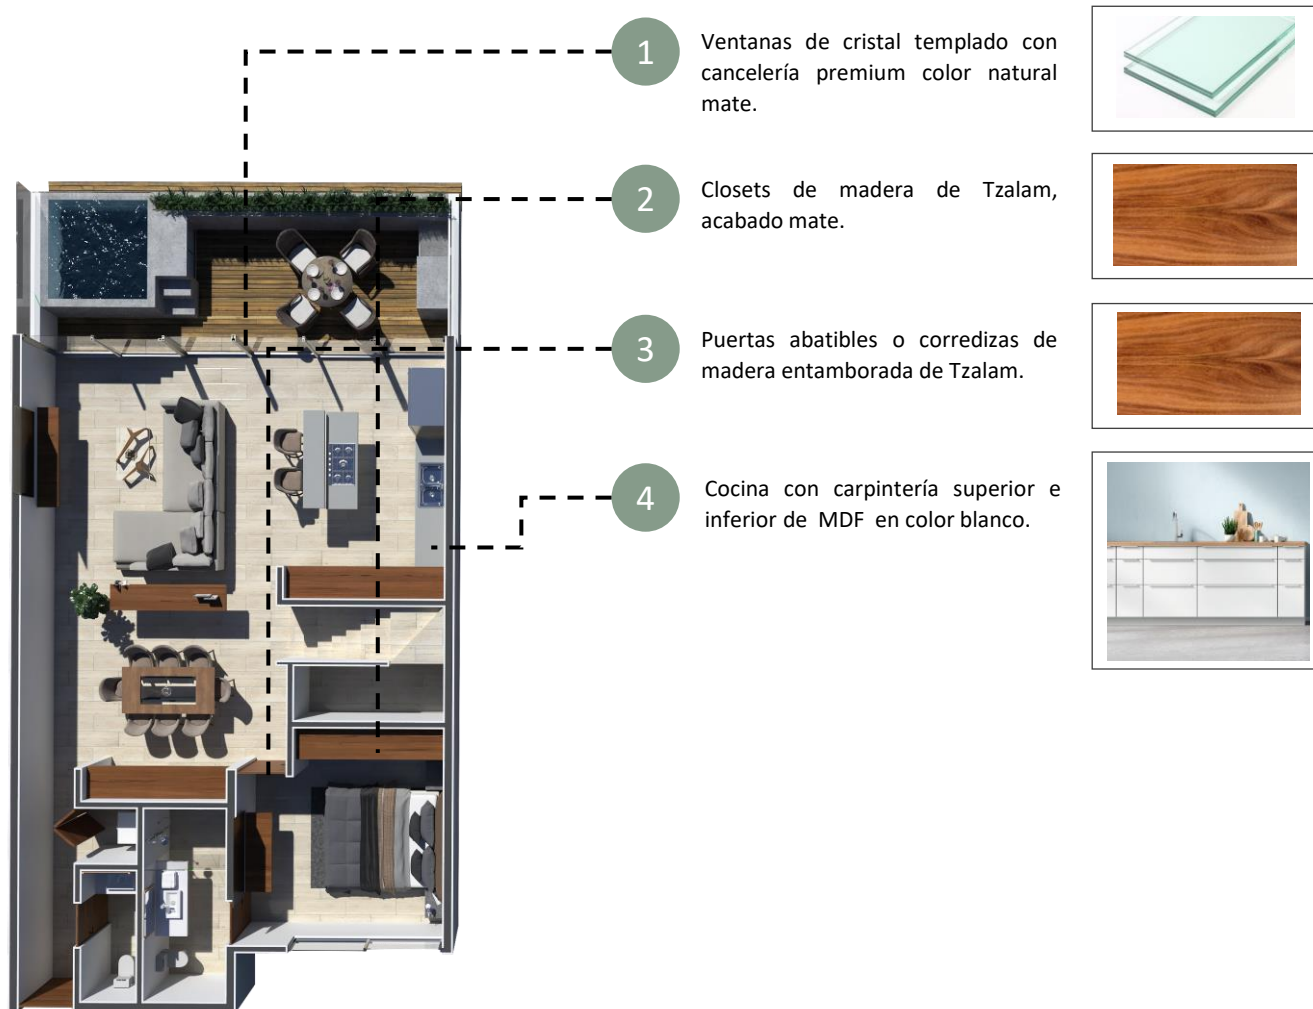 1
Ventanas de cristal templado con
cancelería premium color natural
mate.
2
Closets de madera de Tzalam,
acabado mate.
3
Puertas abatibles o corredizas de
madera entamborada de Tzalam.
4
Cocina con carpintería superior e
inferior de MDF en color blanco.